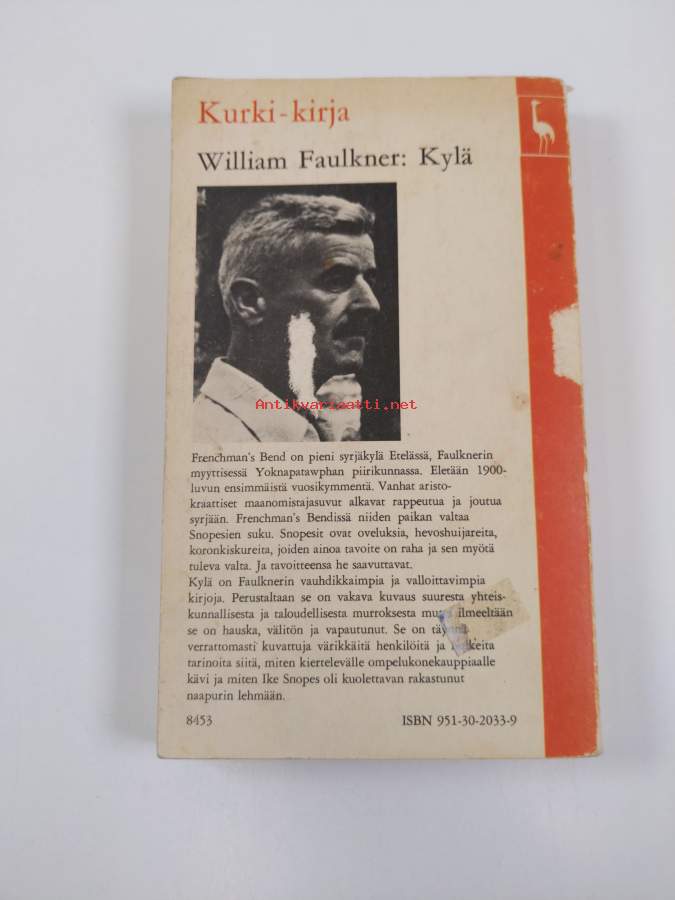 Kurki-kirja
William Faulkner: Kylä
Antikvariaatti.net
Frenchman's Bend on pieni syrjäkylä Etelässä, Faulknerin
myyttisessä Yoknapatawphan piirikunnassa. Eletään 1900-
luvun ensimmäistä vuosikymmentä. Vanhat aristo-
kraattiset maanomistajasuvut alkavat rappeutua ja joutua
syrjään. Frenchman's Bendissä niiden paikan valtaa
Snopesien suku. Snopesit ovat oveluksia, hevoshuijareita,
koronkiskureita, joiden ainoa tavoite on raha ja sen myötä
tuleva valta. Ja tavoitteensa he saavuttavat.
Kylä on Faulknerin vauhdikkaimpia ja valloittavimpia
kirjoja. Perustaltaan se on vakava kuvaus suuresta yhteis-
kunnallisesta ja taloudellisesta murroksesta ilmeeltään
se on hauska, välitön ja vapautunut. Se on
verrattomasti kuvattuja värikkäitä henkilöitä ja
tarinoita siitä, miten kiertelevälle ompelukonekauppiaalle
kävi ja miten Ike Snopes oli kuolettavan rakastunut
naapurin lehmään.
8453 ISBN 951-30-2033-9